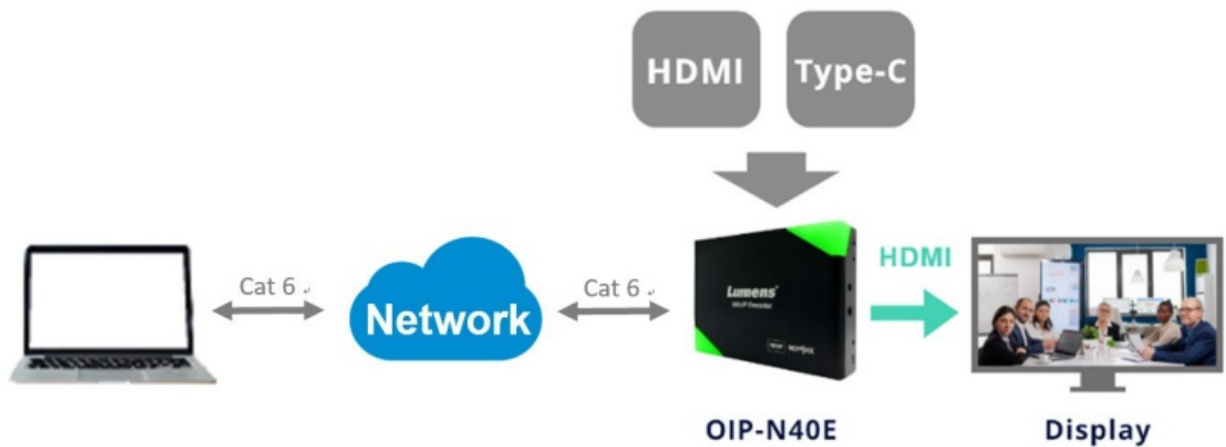 HDMI
Type-C
Cat 6
Network
Cat 6
Lumens
HDMI
OIP-N40E
Display